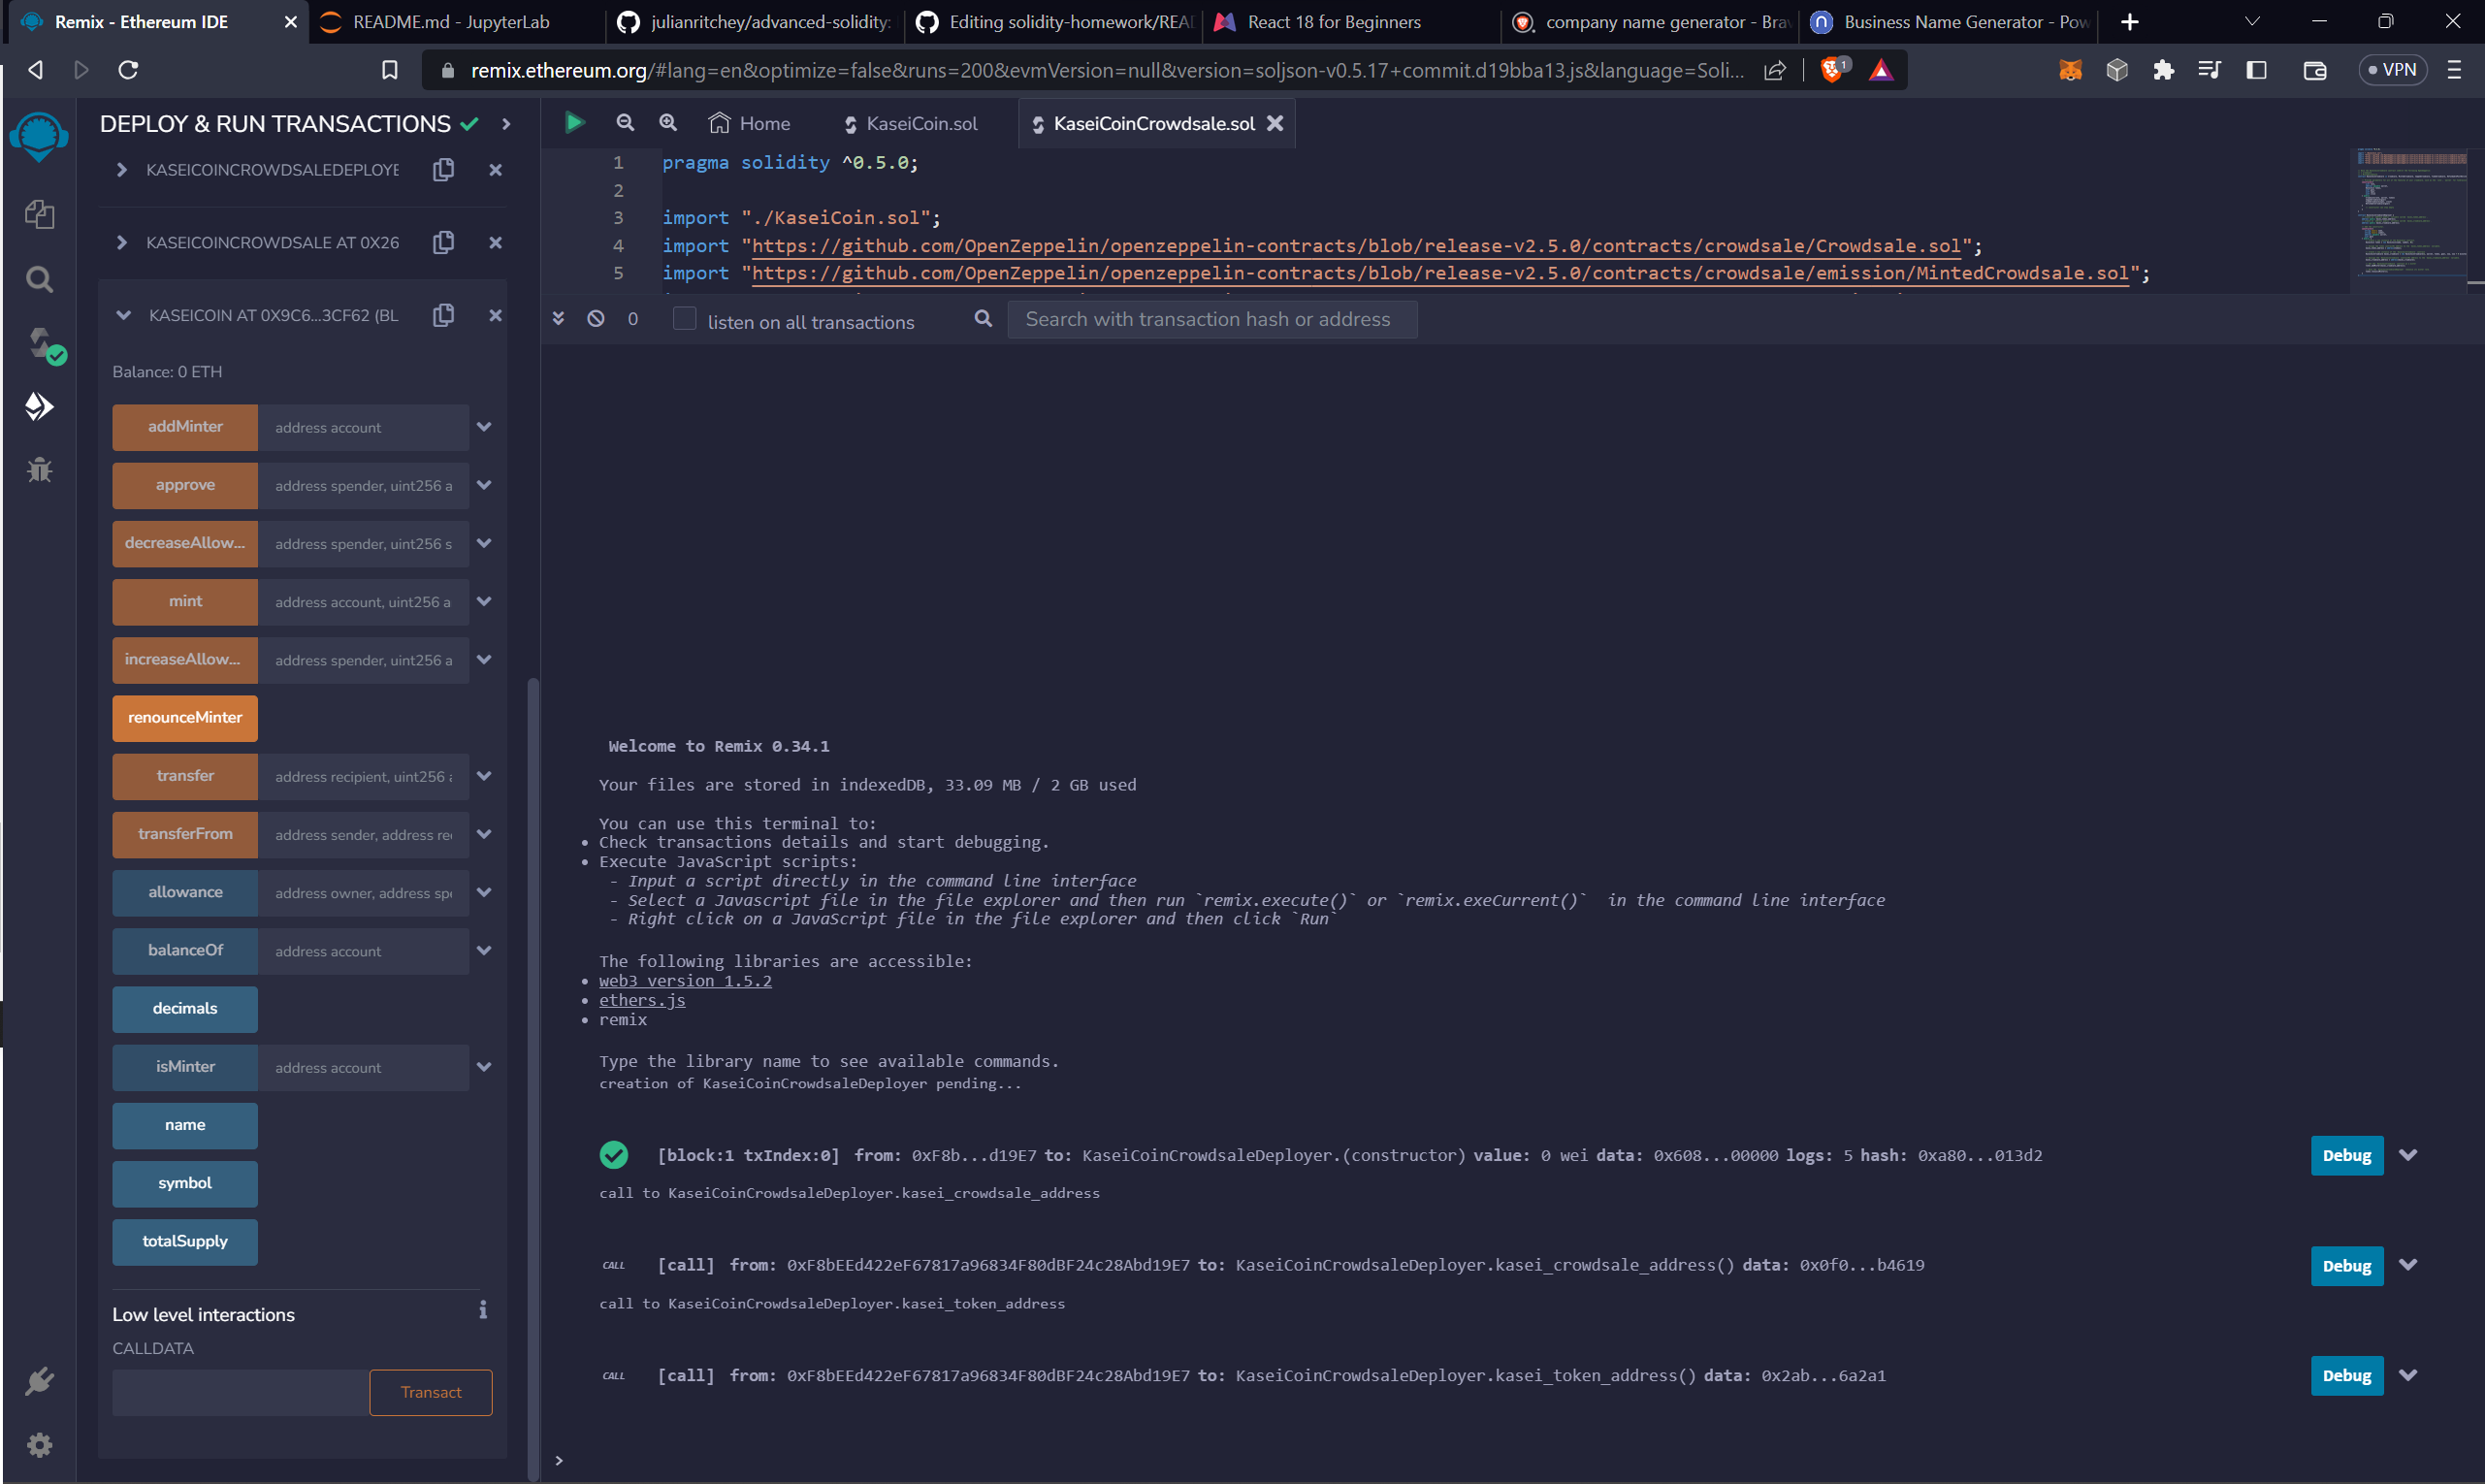 Remix - Ethereum IDE
README.md - JupyterLab
julianritchey/advanced-solidity:
Editing solidity-homework/REA
React 18 for Beginners
company name generator - Bra
Business Name Generator - Pow
remix.ethereum.org/#lang=en&optimize=false&runs=200&evmVersion=null&version=soljson-v0.5.17+commit.d19bba13.js&language=Soli...
1
VPN
DEPLOY & RUN TRANSACTIONS
KASEICOINCROWDSALEDEPLOYE
KASEICOINCROWDSALE AT 0X26
KASEICOIN AT 0X9C6...3CF62 (BL
Balance: 0 ETH
addMinter address account
approve address spender, uint256 a
decreaseAllow... address spender, uint256 s
mint address account, uint256 a
increaseAllow... address spender, uint256 a
renounceMinter
transfer address recipient, uint256 a
transferFrom address sender, address rec
allowance address owner, address spe
balanceOf address account
decimals
isMinter address account
name
symbol
totalSupply
Low level interactions
CALLDATA
Transact
Home
KaseiCoin.sol
KaseiCoinCrowdsale.sol
1 pragma solidity ^0.5.0;
2
3 import "./KaseiCoin.sol";
4 import "https://github.com/OpenZeppelin/openzeppelin-contracts/blob/release-v2.5.0/contracts/crowdsale/Crowdsale.sol";
5 import "https://github.com/OpenZeppelin/openzeppelin-contracts/blob/release-v2.5.0/contracts/crowdsale/emission/MintedCrowdsale.sol";
0 listen on all transactions Search with transaction hash or address
Welcome to Remix 0.34.1
Your files are stored in indexedDB, 33.09 MB / 2 GB used
You can use this terminal to:
• Check transactions details and start debugging.
• Execute JavaScript scripts:
- Input a script directly in the command line interface
- Select a Javascript file in the file explorer and then run `remix.execute()` or `remix.exeCurrent()` in the command line interface
- Right click on a JavaScript file in the file explorer and then click `Run`
The following libraries are accessible:
• web3 version 1.5.2
• ethers.js
• remix
Type the library name to see available commands.
creation of KaseiCoinCrowdsaleDeployer pending...
[block:1 txIndex:0] from: 0xF8b...d19E7 to: KaseiCoinCrowdsaleDeployer.(constructor) value: 0 wei data: 0x608...00000 logs: 5 hash: 0xa80...013d2 Debug
call to KaseiCoinCrowdsaleDeployer.kasei_crowdsale_address
CALL [call] from: 0xF8bEEd422eF67817a96834F80dBF24c28Abd19E7 to: KaseiCoinCrowdsaleDeployer.kasei_crowdsale_address() data: 0x0f0...b4619 Debug
call to KaseiCoinCrowdsaleDeployer.kasei_token_address
CALL [call] from: 0xF8bEEd422eF67817a96834F80dBF24c28Abd19E7 to: KaseiCoinCrowdsaleDeployer.kasei_token_address() data: 0x2ab...6a2a1 Debug
>